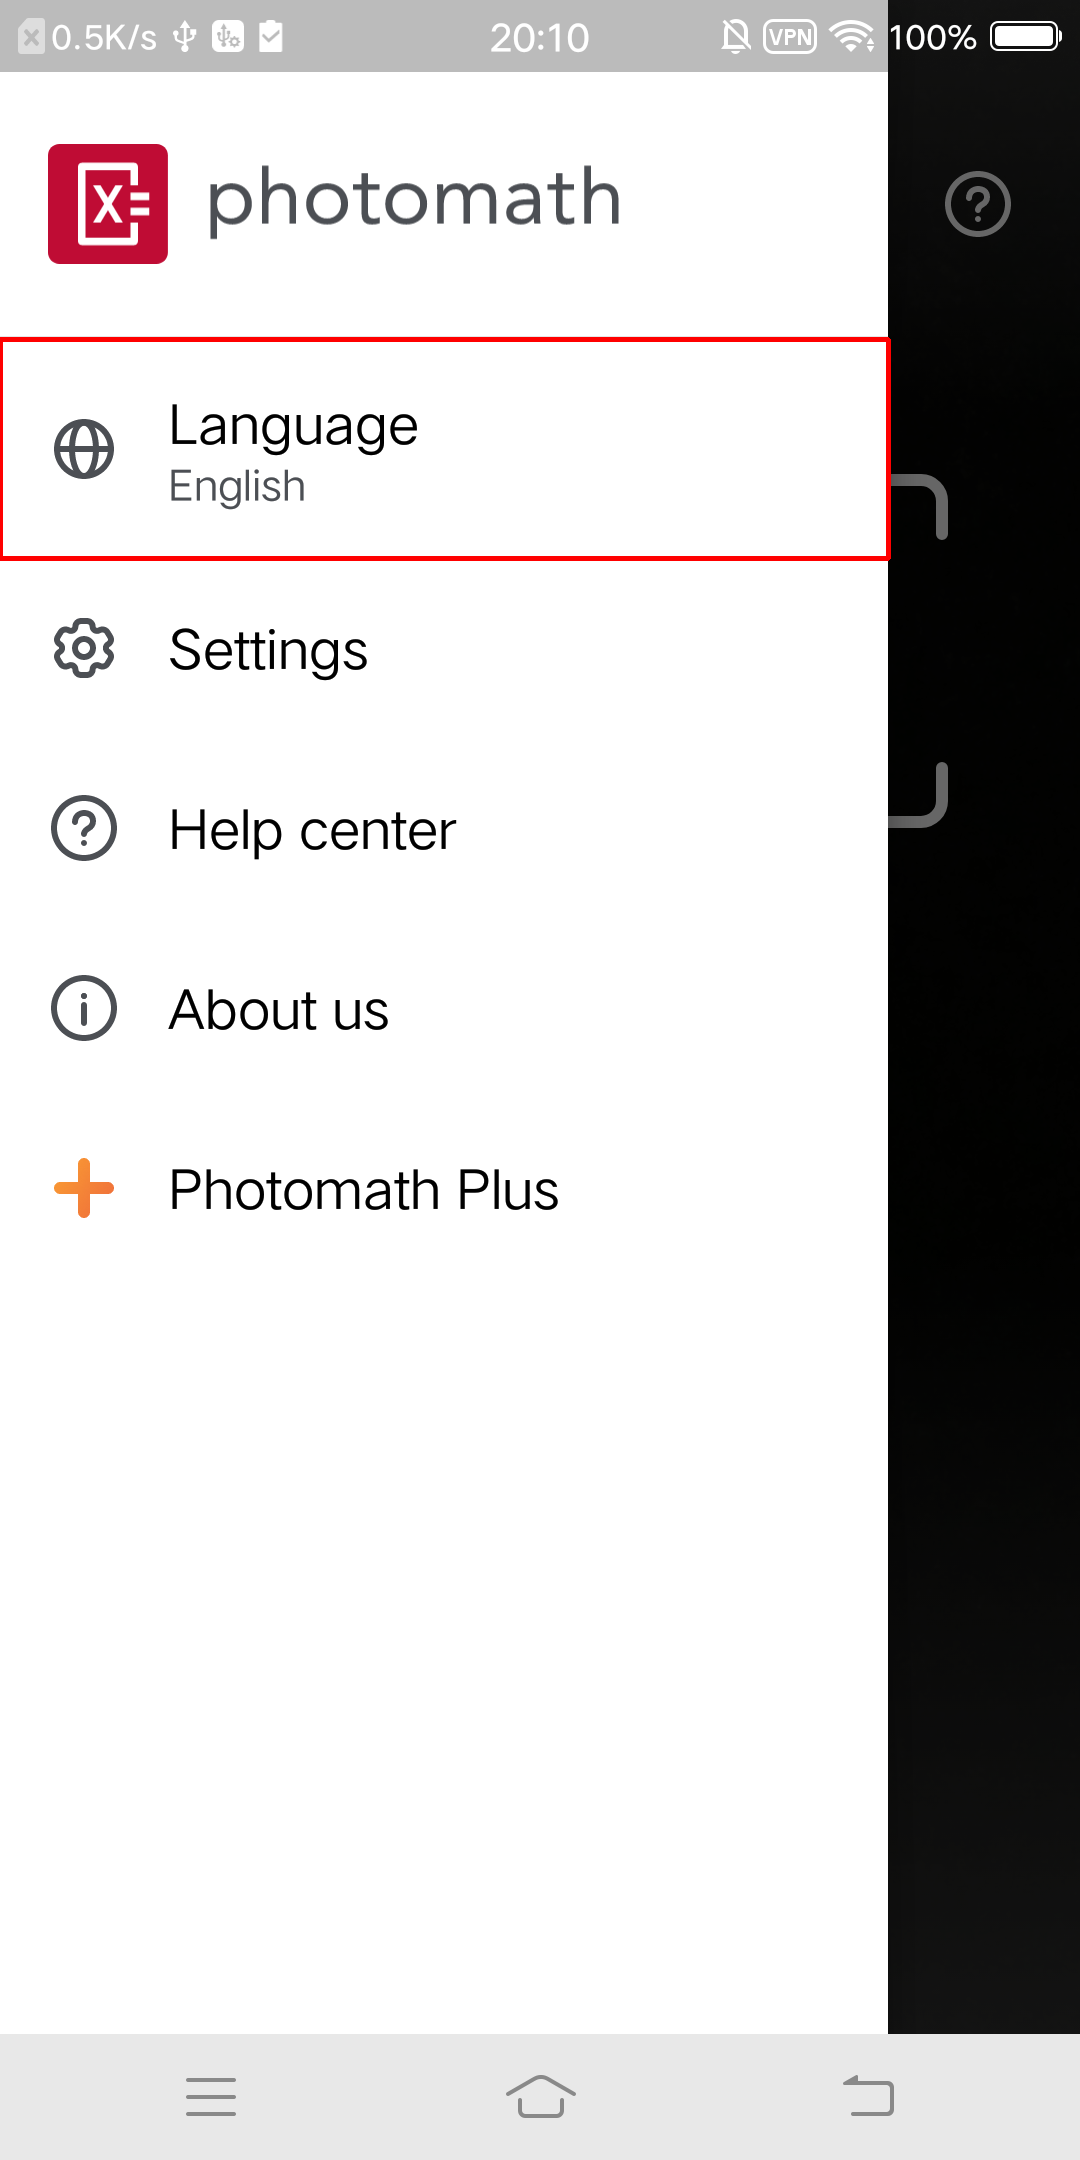 0.5K/s
20:10
VPN
100%
photomath
Language
English
Settings
Help center
About us
Photomath Plus